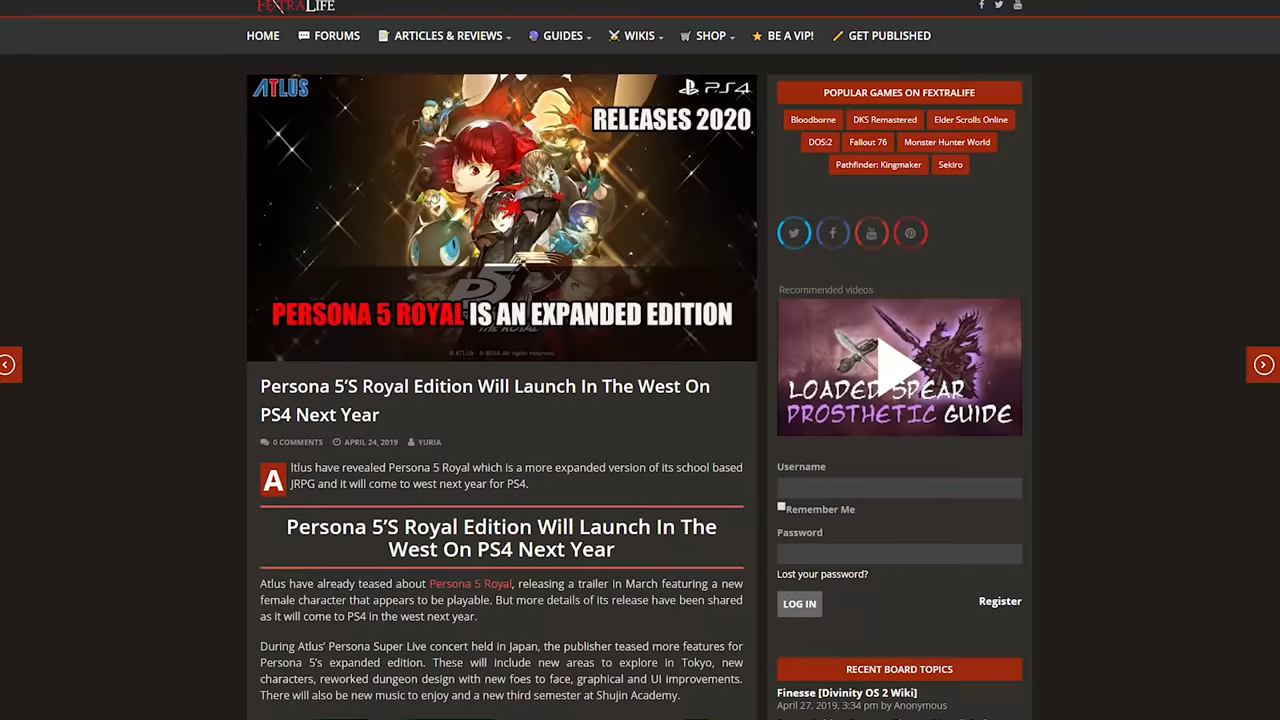 FEXTRALIFE
HOME
FORUMS
ARTICLES & REVIEWS
GUIDES
WIKIS
SHOP
BE A VIP!
GET PUBLISHED
ATLUS
PS4
RELEASES 2020
PERSONA 5 ROYAL IS AN EXPANDED EDITION
© ATLUS © SEGA All rights reserved.
Persona 5'S Royal Edition Will Launch In The West On
PS4 Next Year
0 COMMENTS
APRIL 24, 2019
YURIA
Atlus have revealed Persona 5 Royal which is a more expanded version of its school based
JRPG and it will come to west next year for PS4.
Persona 5'S Royal Edition Will Launch In The
West On PS4 Next Year
Atlus have already teased about Persona 5 Royal, releasing a trailer in March featuring a new
female character that appears to be playable. But more details of its release have been shared
as it will come to PS4 in the west next year.
During Atlus' Persona Super Live concert held in Japan, the publisher teased more features for
Persona 5's expanded edition. These will include new areas to explore in Tokyo, new
characters, reworked dungeon design with new foes to face, graphical and UI improvements.
There will also be new music to enjoy and a new third semester at Shujin Academy.
POPULAR GAMES ON FEXTRALIFE
Bloodborne
DKS Remastered
Elder Scrolls Online
DOS:2
Fallout 76
Monster Hunter World
Pathfinder: Kingmaker
Sekiro
Recommended videos
LOADED SPEAR
PROSTHETIC GUIDE
Username
Remember Me
Password
Lost your password?
LOG IN
Register
RECENT BOARD TOPICS
Finesse [Divinity OS 2 Wiki]
April 27, 2019, 3:34 pm by Anonymous